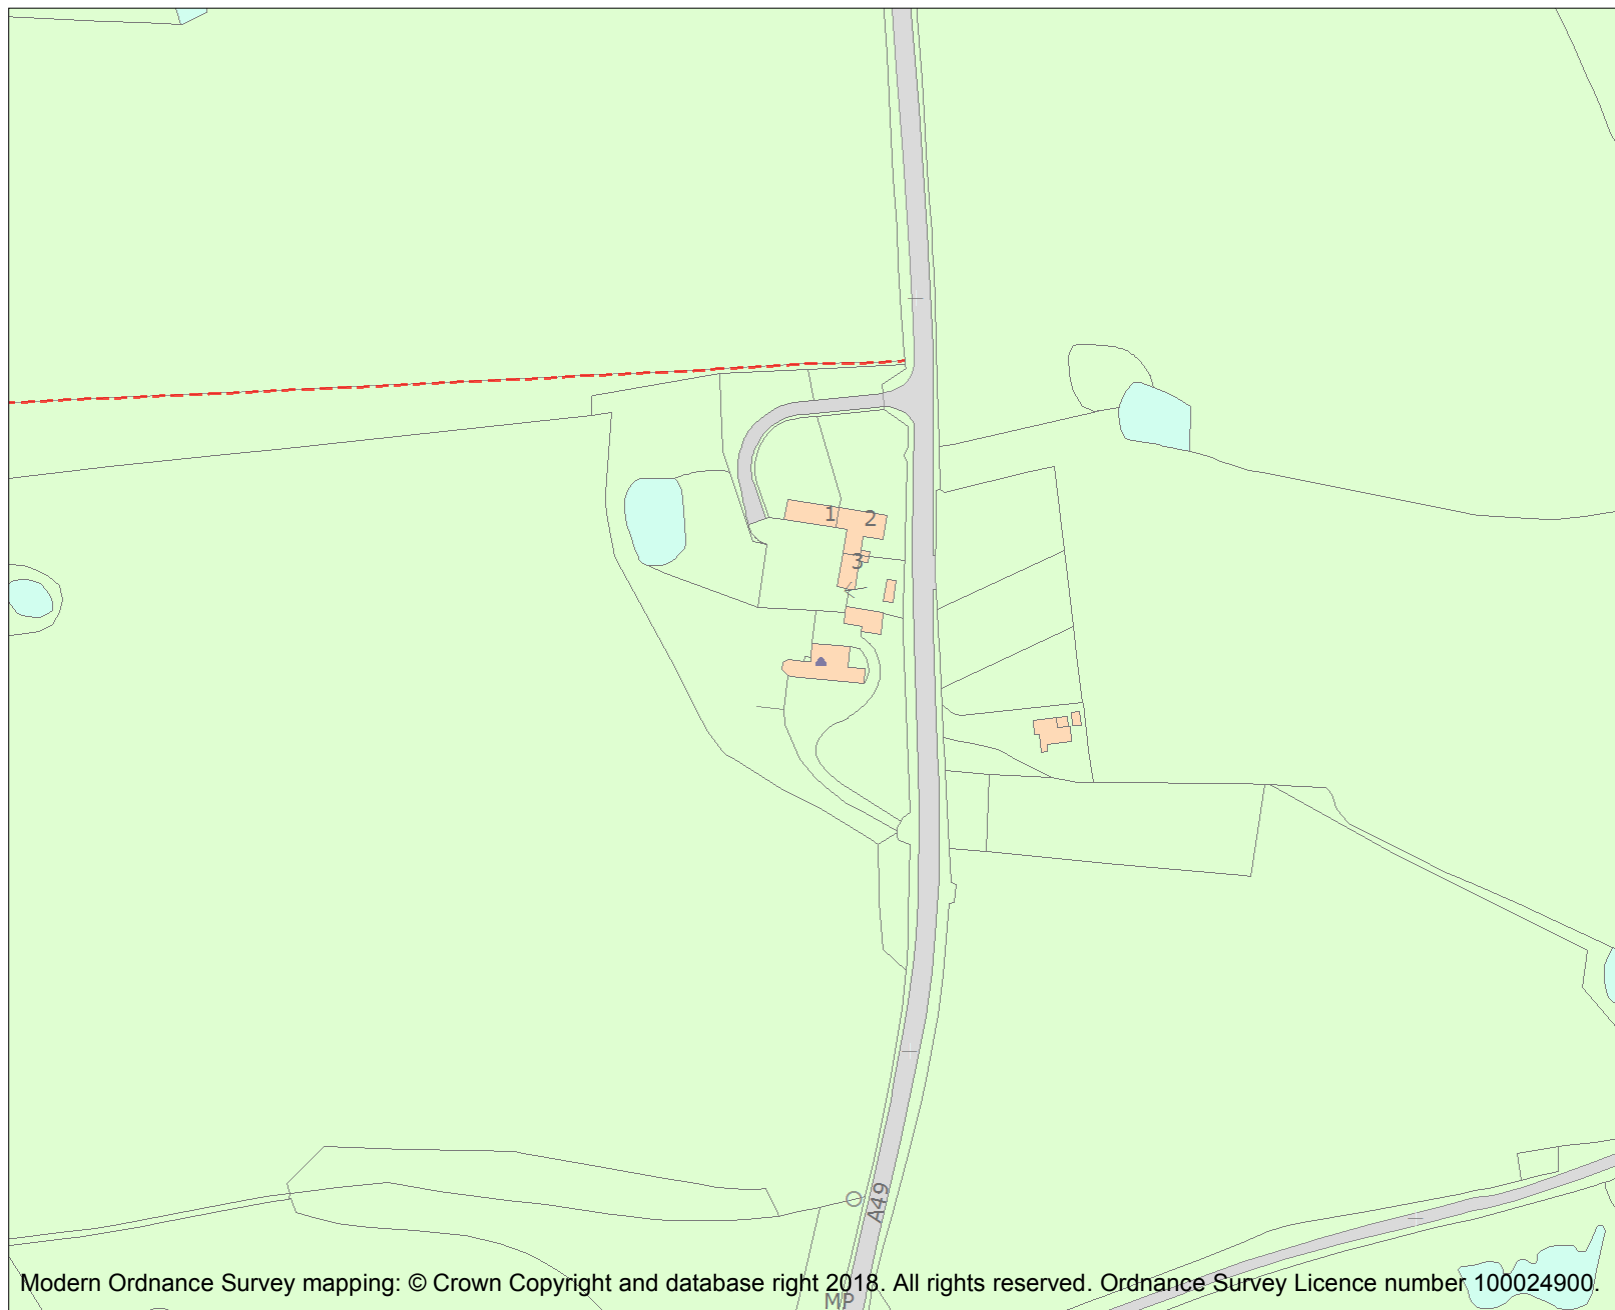 1
2
3
A49
Modern Ordnance Survey mapping: © Crown Copyright and database right 2018. All rights reserved. Ordnance Survey Licence number 100024900.
MP